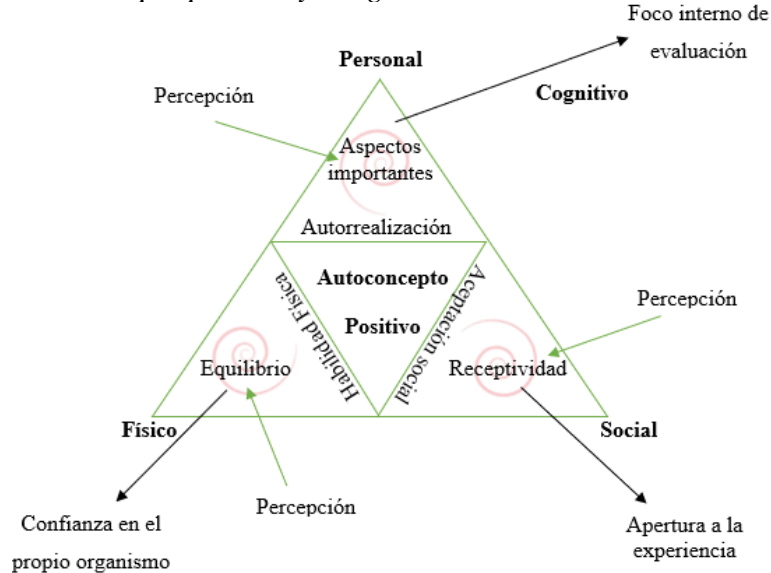 Foco interno de
evaluación
Personal
Cognitivo
Percepción
Aspectos
importantes
Autorrealización
Autoconcepto
Positivo
Habilidad Física
Aceptación social
Percepción
Equilibrio
Receptividad
Físico
Social
Percepción
Confianza en el
propio organismo
Apertura a la
experiencia